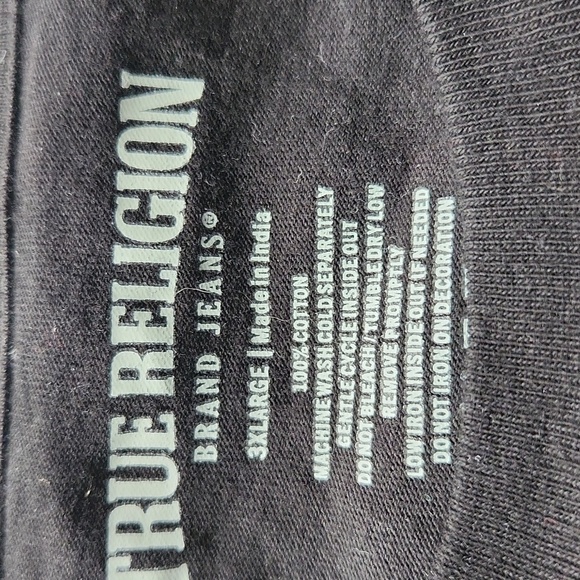 TRUE RELIGION
BRAND JEANS®
3XLARGE | Made in India
100% COTTON
MACHINE WASH COLD SEPARATELY
GETTLE CYCLE INSIDE OUT
DO NOT BLEACH/TUMBLE DRY LOW
REMOVE PROMPTLY
LOW IRON INSIDE OUT IF NEEDED
DO NOT IRON ON DECORATION